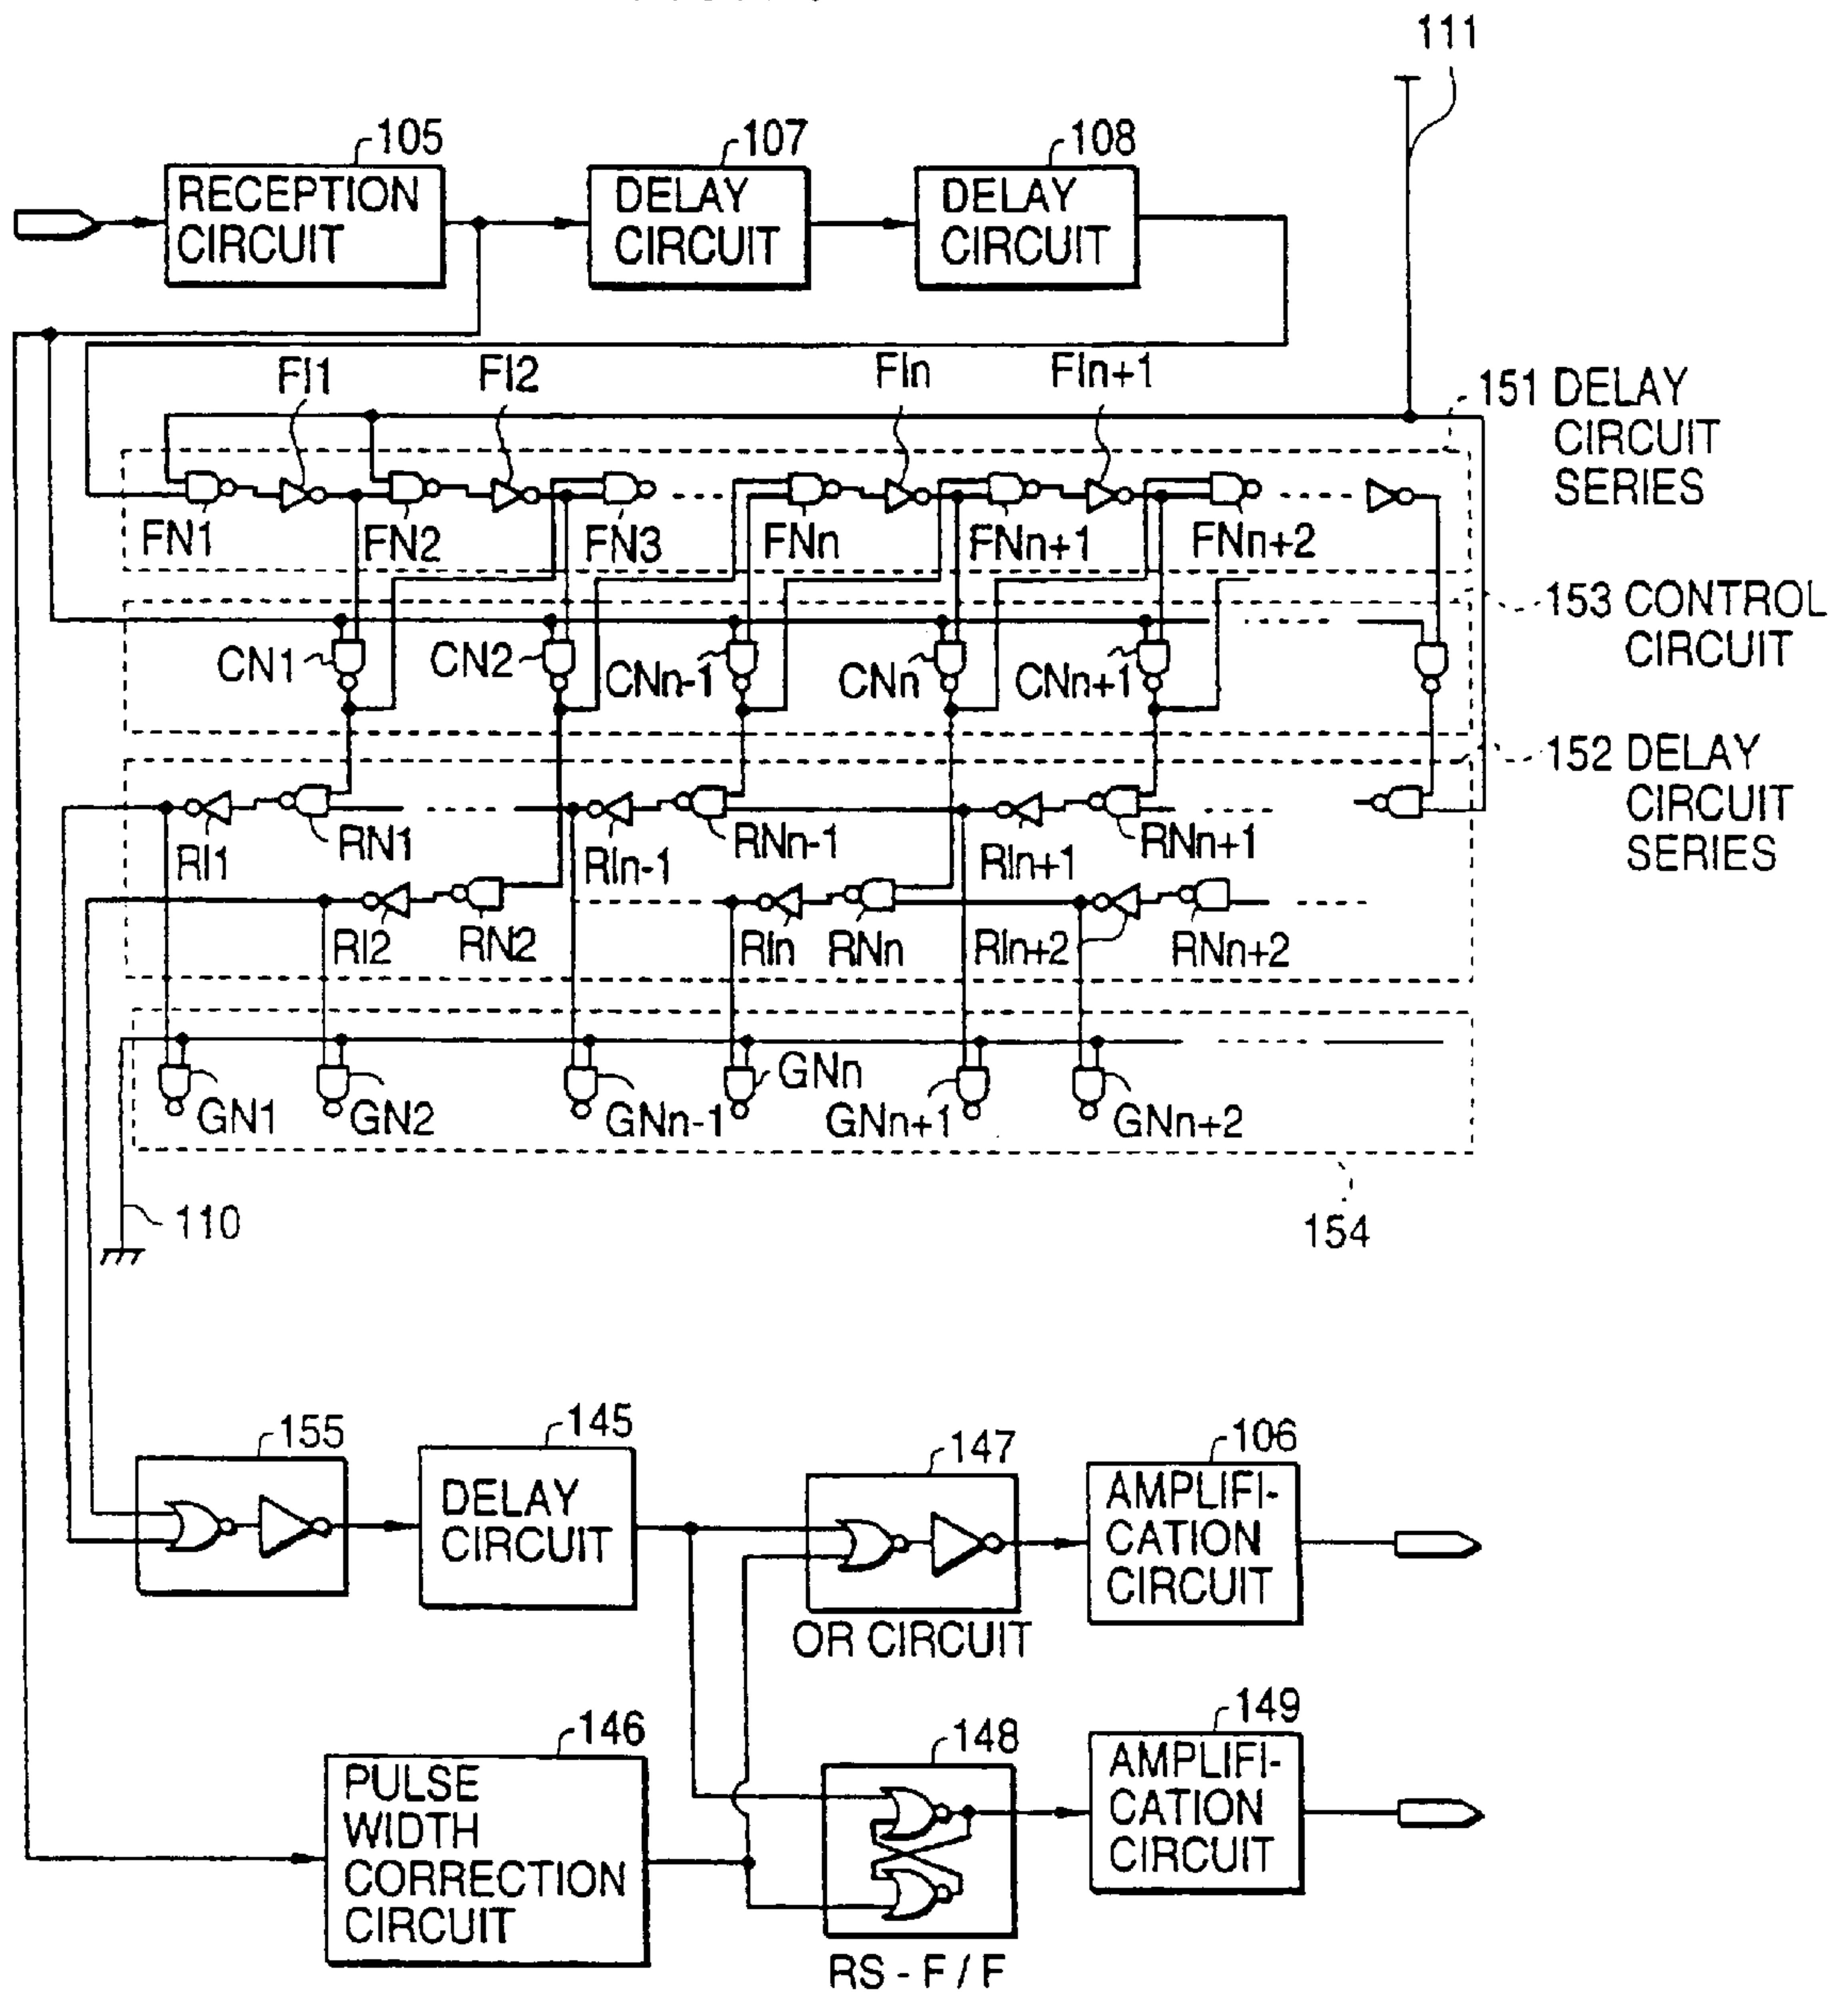 111
105
107
108
RECEPTION
CIRCUIT
DELAY
CIRCUIT
DELAY
CIRCUIT
FI1
FI2
FIn
FIn+1
151 DELAY
CIRCUIT
SERIES
FN1
FN2
FN3
FNn
FNn+1
FNn+2
153 CONTROL
CIRCUIT
CN1
CN2
CNn-1
CNn
CNn+1
152 DELAY
CIRCUIT
SERIES
RI1
RN1
RIn-1
RNn-1
RIn+1
RNn+1
RI2
RN2
RIn
RNn
RIn+2
RNn+2
GN1
GN2
GNn-1
GNn
GNn+1
GNn+2
110
154
155
145
147
106
DELAY
CIRCUIT
AMPLIFI-
CATION
CIRCUIT
OR CIRCUIT
146
148
149
PULSE
WIDTH
CORRECTION
CIRCUIT
AMPLIFI-
CATION
CIRCUIT
RS - F / F